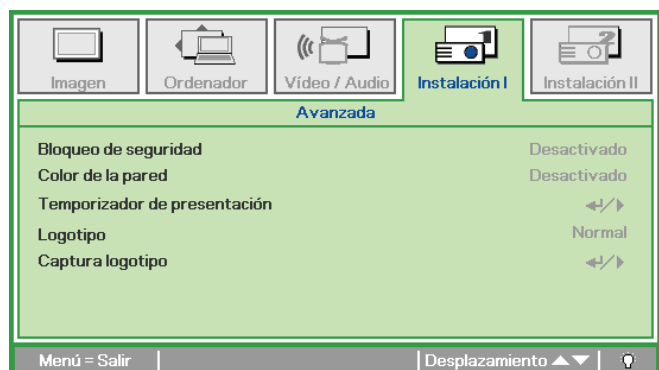 Imagen Ordenador Vídeo / Audio Instalación I Instalación II
Avanzada
Bloqueo de seguridad Desactivado
Color de la pared Desactivado
Temporizador de presentación
Logotipo Normal
Captura logotipo
Menú = Salir Desplazamiento ▲▼